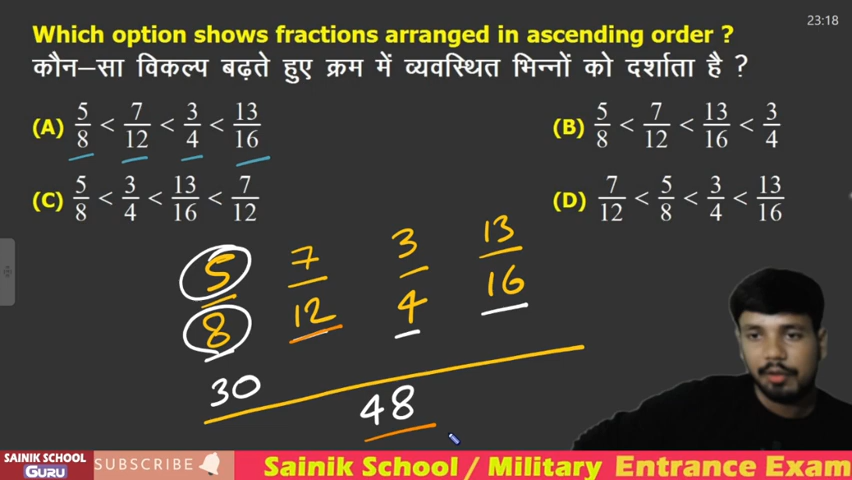 23:18
Which option shows fractions arranged in ascending order ?
कौन–सा विकल्प बढ़ते हुए क्रम में व्यवस्थित भिन्नों को दर्शाता है ?
(A) 5/8 < 7/12 < 3/4 < 13/16
(B) 5/8 < 7/12 < 13/16 < 3/4
(C) 5/8 < 3/4 < 13/16 < 7/12
(D) 7/12 < 5/8 < 3/4 < 13/16
5/8 7/12 3/4 13/16
30
48
SAINIK SCHOOL
GURU
SUBSCRIBE
Sainik School / Military Entrance Exam